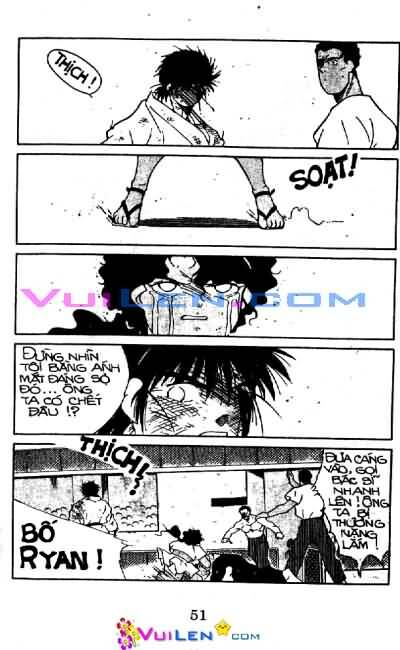 THỊCH!
SOẠT!
VUILEN.COM
ĐỪNG NHÌN
TÔI BẰNG ÁNH
MẮT ĐÁNG SỢ
ĐÓ... ÔNG
TA CÓ CHẾT
ĐÂU!?
THỊCH!
BỐ
RYAN!
ĐƯA CÁNG
VÀO, GỌI
BÁC SĨ
NHANH
LÊN! ÔNG
TA BỊ
THƯƠNG
NẶNG
LẮM!
51
VUILEN.COM